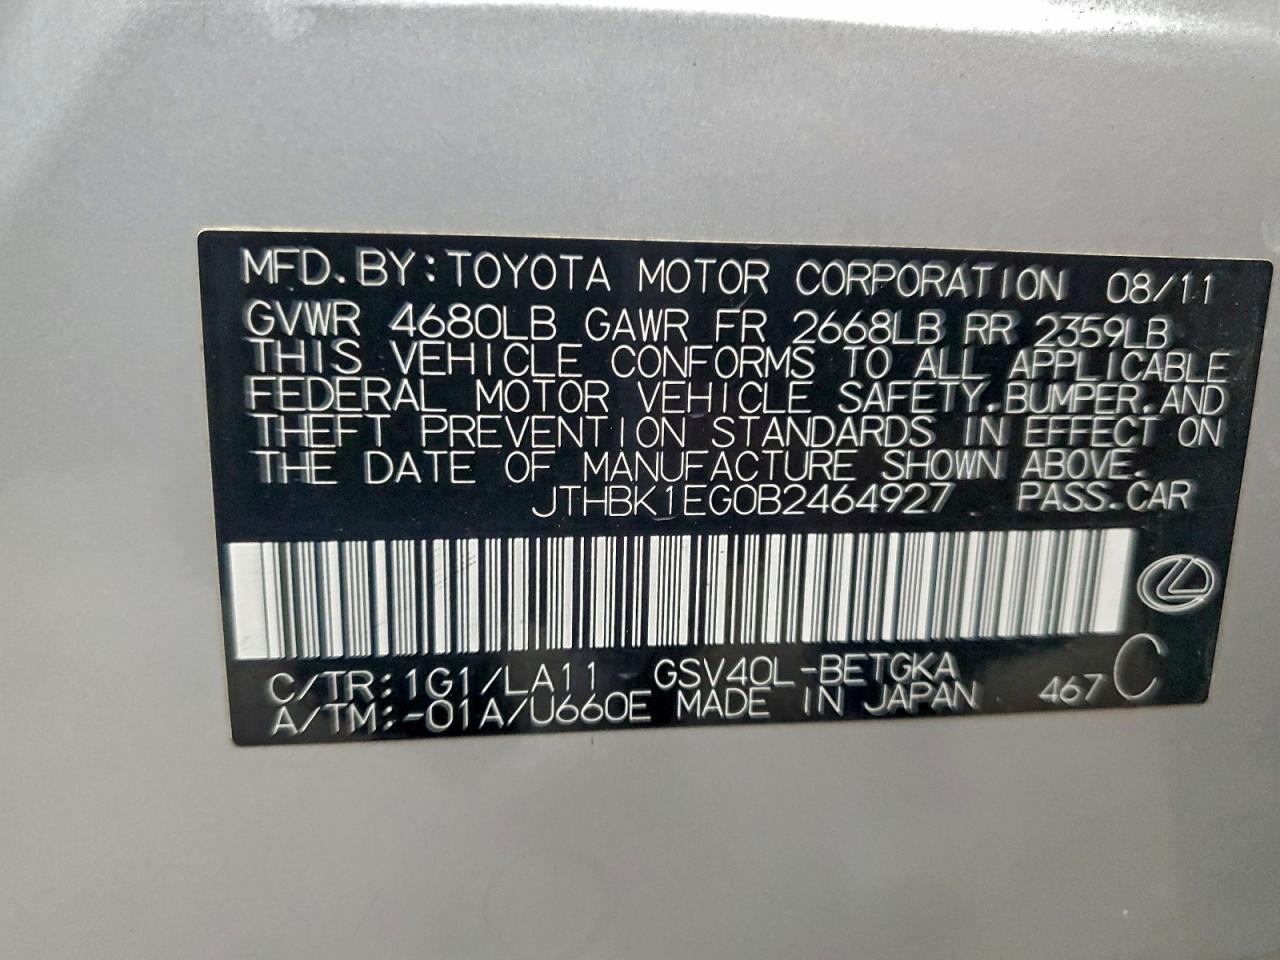 MFD.BY:TOYOTA MOTOR CORPORATION 08/11
GVWR 4680LB GAWR FR 2668LB RR 2359LB
THIS VEHICLE CONFORMS TO ALL APPLICABLE
FEDERAL MOTOR VEHICLE SAFETY,BUMPER,AND
THEFT PREVENTION STANDARDS IN EFFECT ON
THE DATE OF MANUFACTURE SHOWN ABOVE.
JTHBK1EG0B2464927 PASS.CAR
C/TR:1G1/LA11 GSV40L-BETGKA
A/TM:-01A/U660E MADE IN JAPAN 467 C